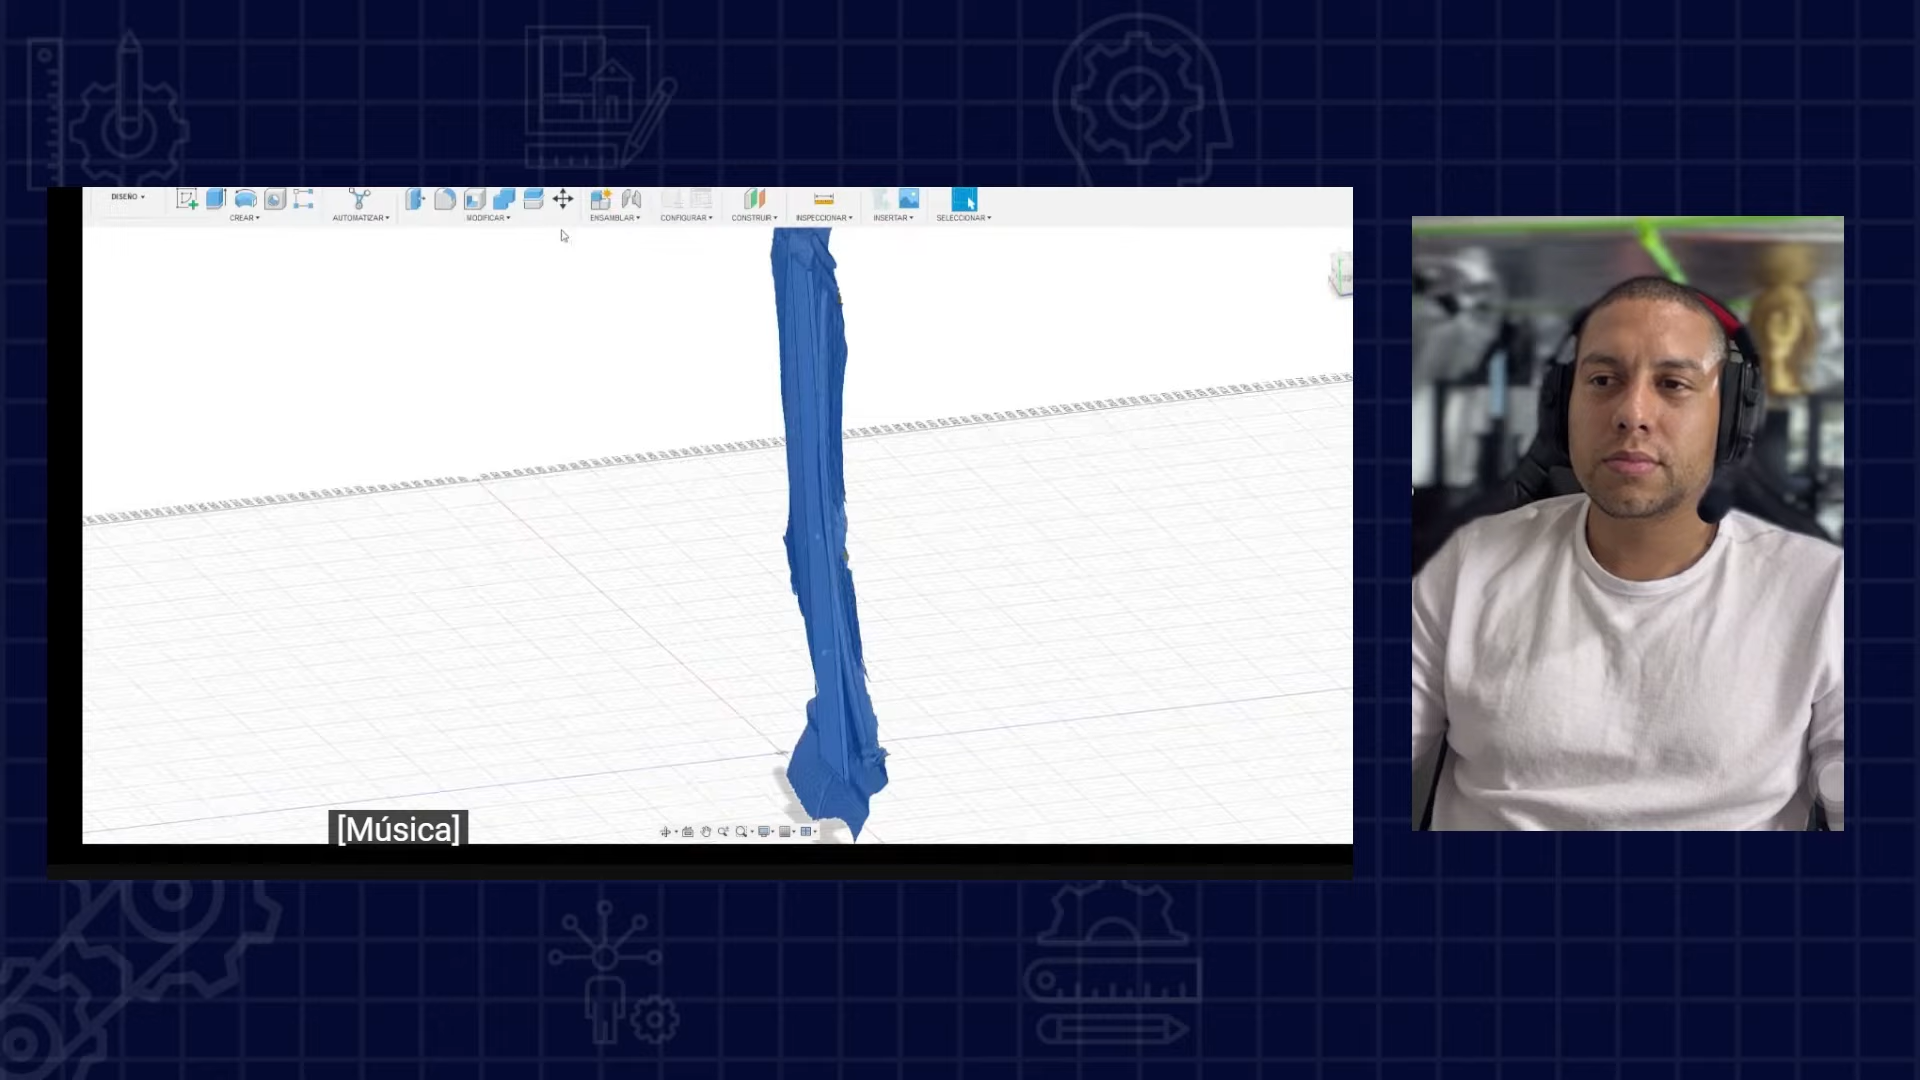 DISEÑO
CREAR
AUTOMATIZAR
MODIFICAR
ENSAMBLAR
CONFIGURAR
CONSTRUIR
INSPECCIONAR
INSERTAR
SELECCIONAR
[Música]